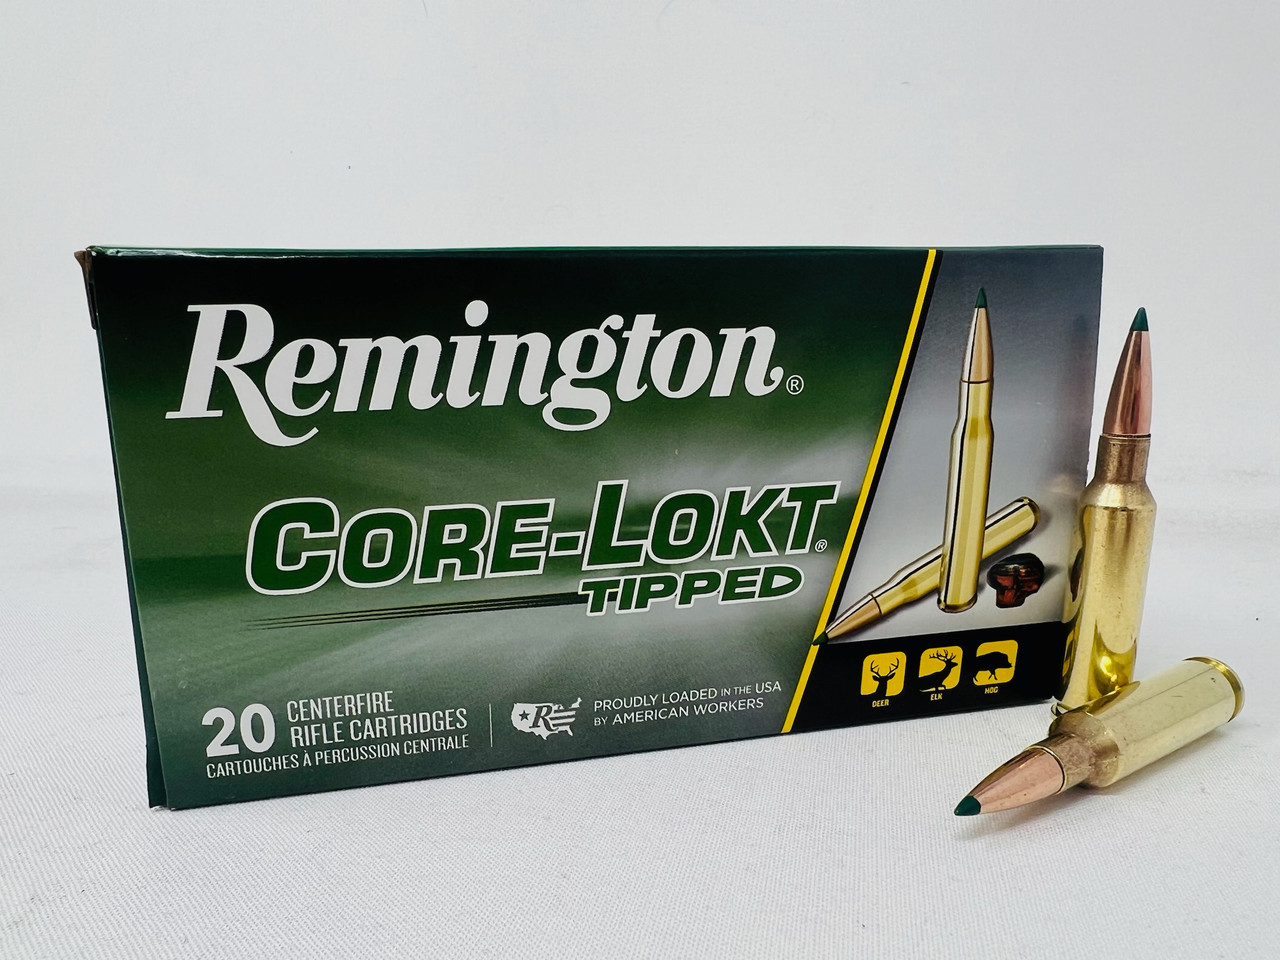 Remington®
CORE-LOKT®
TIPPED
20 CENTERFIRE
RIFLE CARTRIDGES
CARTOUCHES À PERCUSSION CENTRALE
R
PROUDLY LOADED IN THE USA
BY AMERICAN WORKERS
DEER ELK HOG